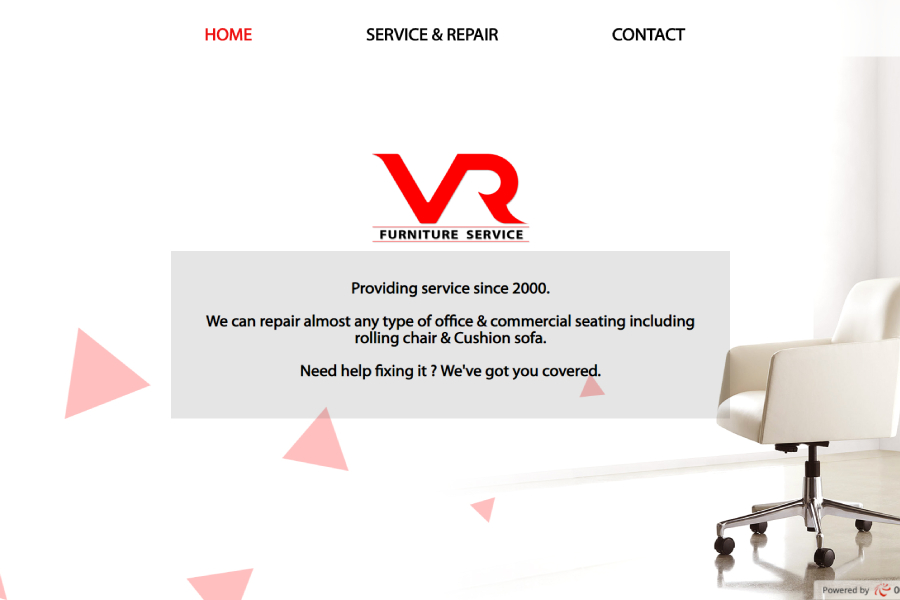 HOME SERVICE & REPAIR CONTACT
VR
FURNITURE SERVICE
Providing service since 2000.
We can repair almost any type of office & commercial seating including
rolling chair & Cushion sofa.
Need help fixing it ? We've got you covered.
Powered by